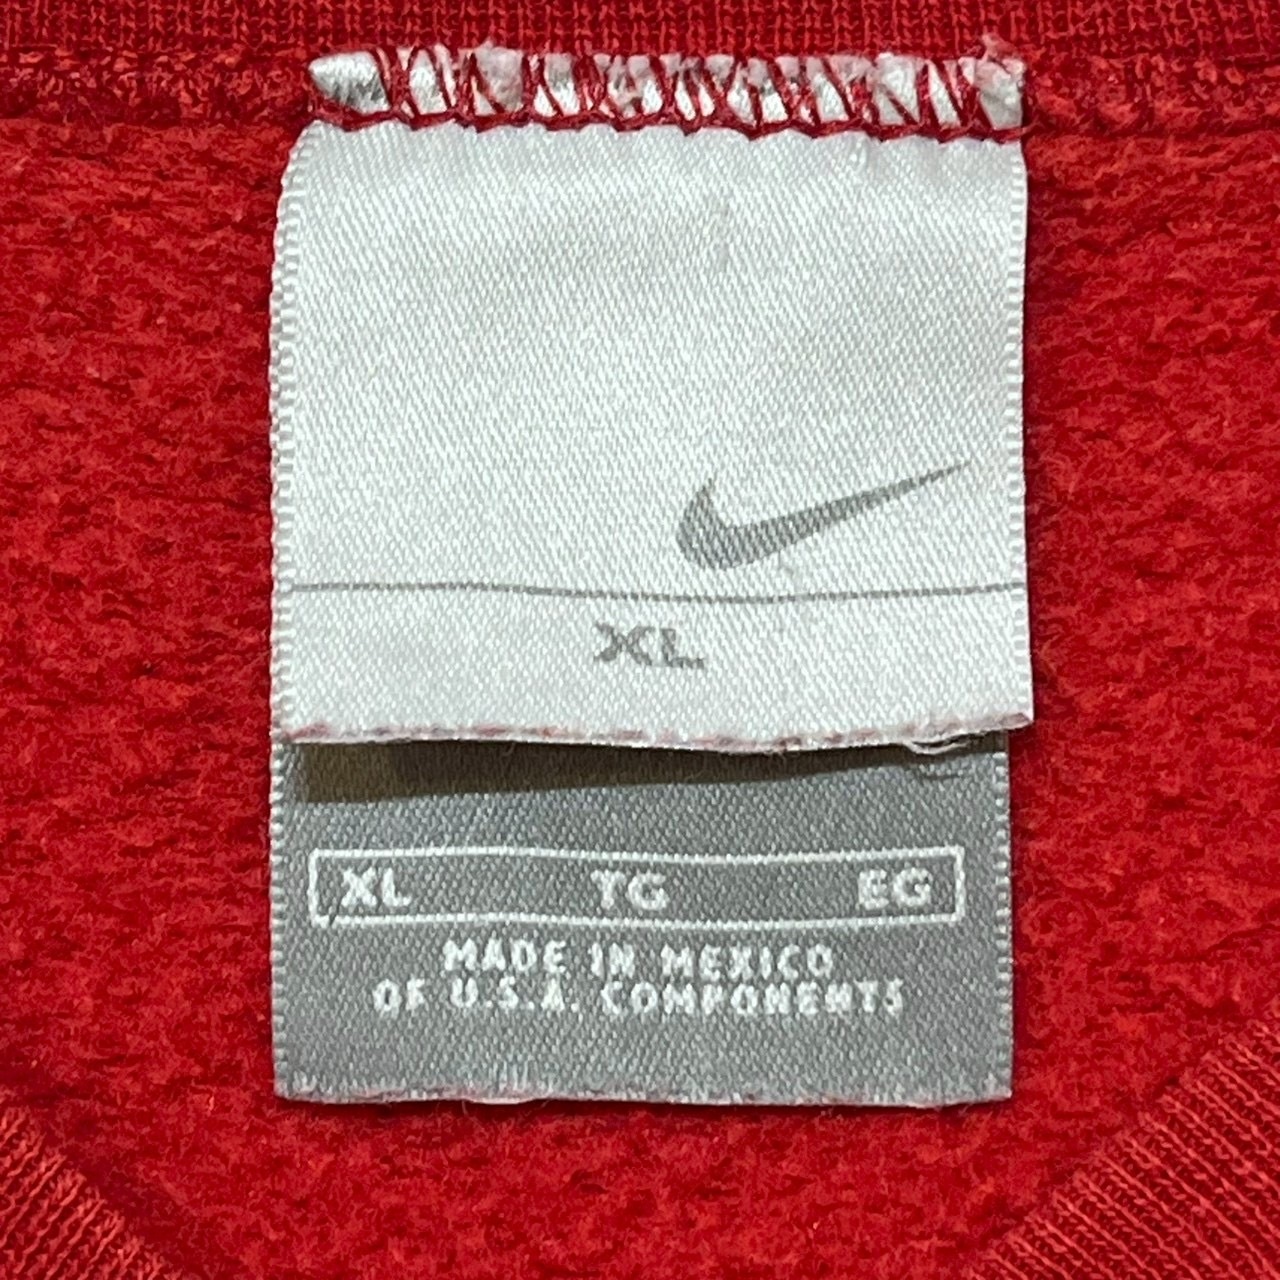 XL
XL TG EG
MADE IN MEXICO
OF U.S.A. COMPONENTS